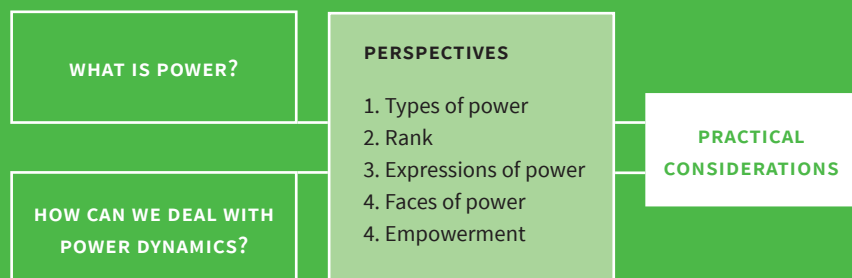 WHAT IS POWER?
HOW CAN WE DEAL WITH
POWER DYNAMICS?
PERSPECTIVES
1. Types of power
2. Rank
3. Expressions of power
4. Faces of power
4. Empowerment
PRACTICAL
CONSIDERATIONS